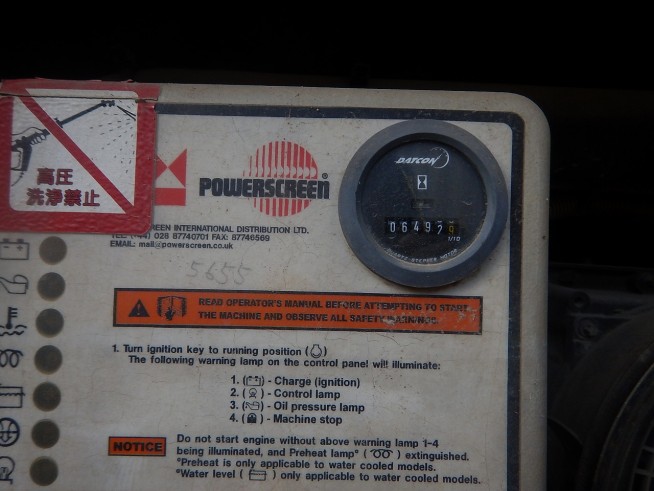 高圧
洗浄禁止
POWERSCREEN®
EEN INTERNATIONAL DISTRIBUTION LTD.
TEL: (+44) 028 87740701 FAX: 87746569
EMAIL: mail@powerscreen.co.uk
5655
DATCON
064929
1/10
QUARTZ STEPPER MOTOR
READ OPERATOR'S MANUAL BEFORE ATTEMPTING TO START
THE MACHINE AND OBSERVE ALL SAFETY WARNINGS.
1. Turn ignition key to running position ( )
The following warning lamp on the control panel will illuminate:
1. ( ) - Charge (ignition)
2. ( ) - Control lamp
3. ( ) - Oil pressure lamp
4. ( ) - Machine stop
NOTICE
Do not start engine without above warning lamp 1-4
being illuminated, and Preheat lamp° ( ) extinguished.
°Preheat is only applicable to water cooled models.
°Water level ( ) only applicable to water cooled models.